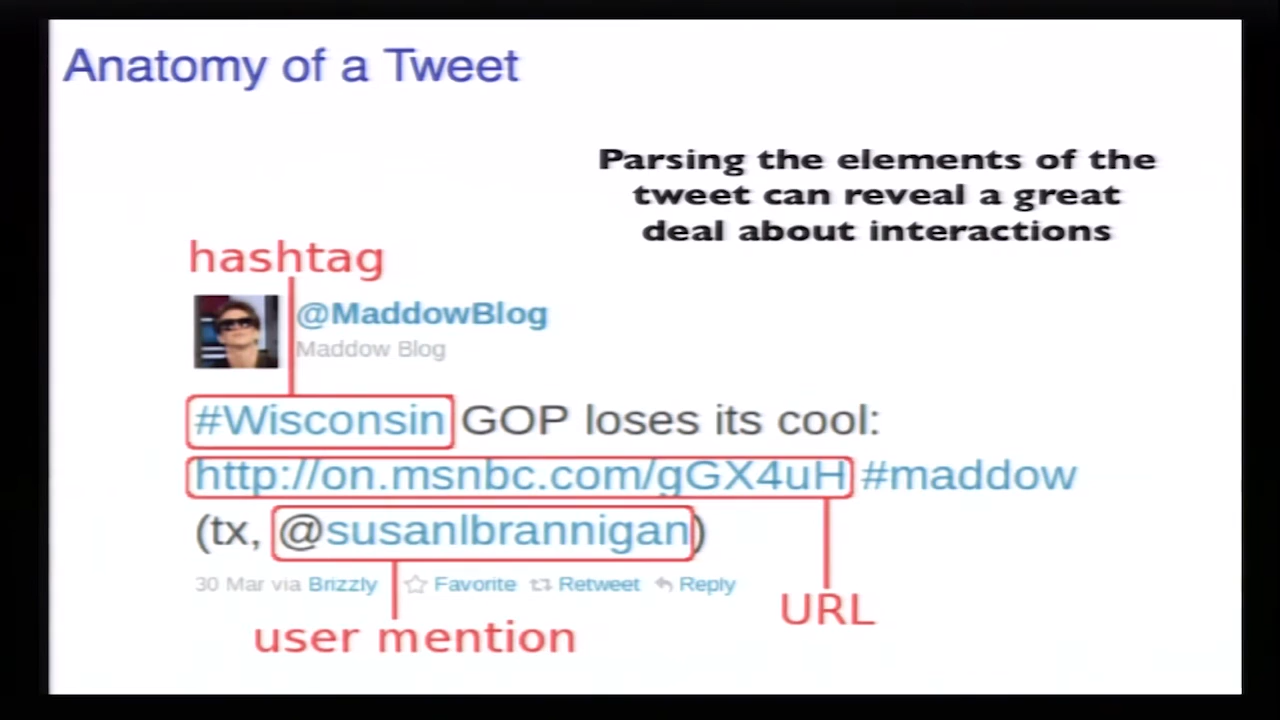 Anatomy of a Tweet
Parsing the elements of the
tweet can reveal a great
deal about interactions
hashtag
@MaddowBlog
Maddow Blog
#Wisconsin GOP loses its cool:
http://on.msnbc.com/gGX4uH #maddow
(tx, @susanlbrannigan)
30 Mar via Brizzly Favorite Retweet Reply
URL
user mention